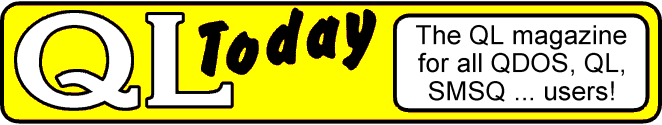 QL Today
The QL magazine
for all QDOS, QL,
SMSQ ... users!